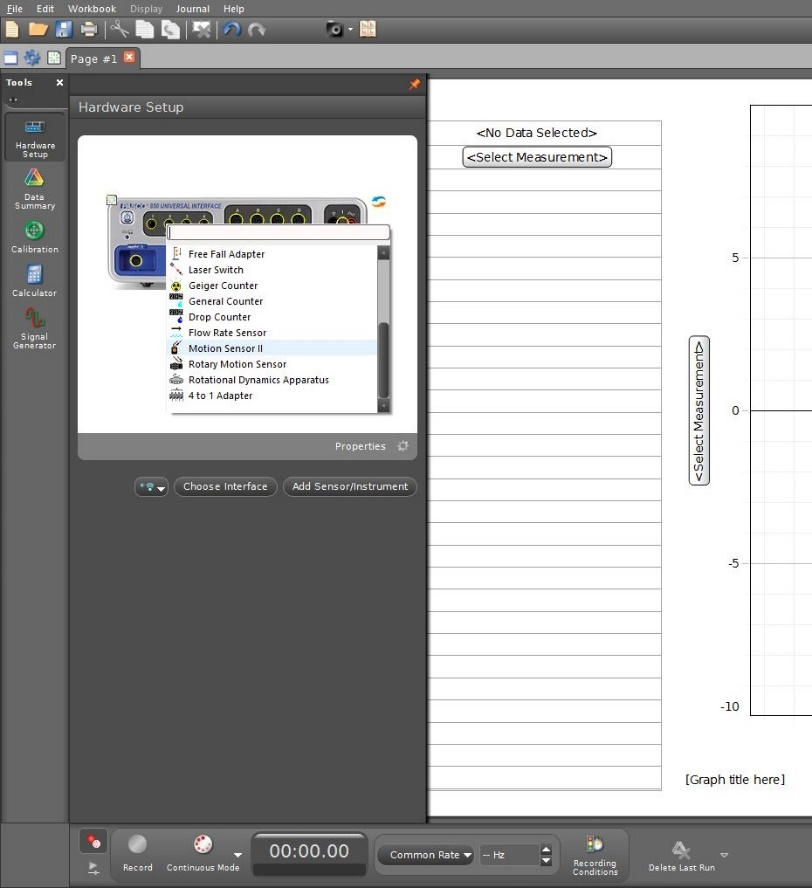 File Edit Workbook Display Journal Help
Page #1
Tools
Hardware Setup
Hardware
Setup
Data
Summary
Calibration
Calculator
Signal
Generator
850 UNIVERSAL INTERFACE
Free Fall Adapter
Laser Switch
Geiger Counter
General Counter
Drop Counter
Flow Rate Sensor
Motion Sensor II
Rotary Motion Sensor
Rotational Dynamics Apparatus
4 to 1 Adapter
Properties
Choose Interface
Add Sensor/Instrument
<No Data Selected>
<Select Measurement>
<Select Measurement>
5
0
-5
-10
[Graph title here]
Record
Continuous Mode
00:00.00
Common Rate
-- Hz
Recording
Conditions
Delete Last Run